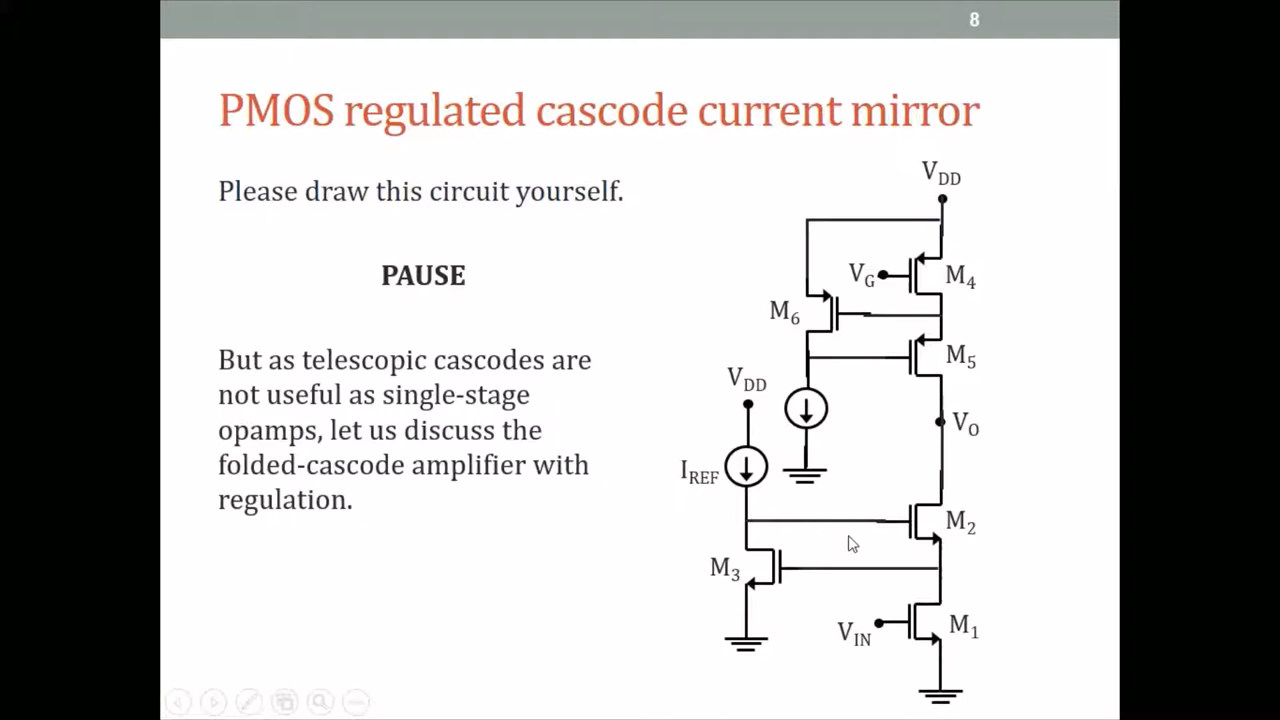 8
PMOS regulated cascode current mirror
Please draw this circuit yourself.
PAUSE
But as telescopic cascodes are
not useful as single-stage
opamps, let us discuss the
folded-cascode amplifier with
regulation.
VDD
VG
M4
M6
M5
VDD
VO
IREF
M2
M3
VIN
M1